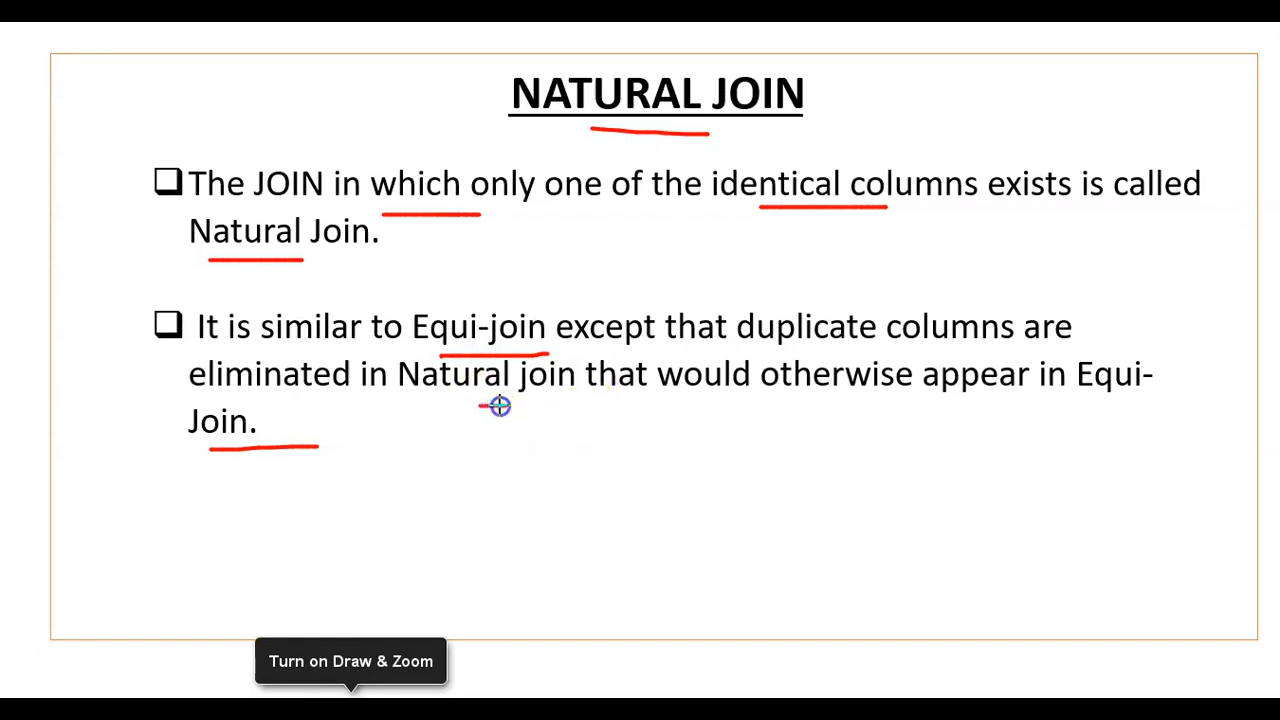 NATURAL JOIN
The JOIN in which only one of the identical columns exists is called
Natural Join.
It is similar to Equi-join except that duplicate columns are
eliminated in Natural join that would otherwise appear in Equi-
Join.
Turn on Draw & Zoom